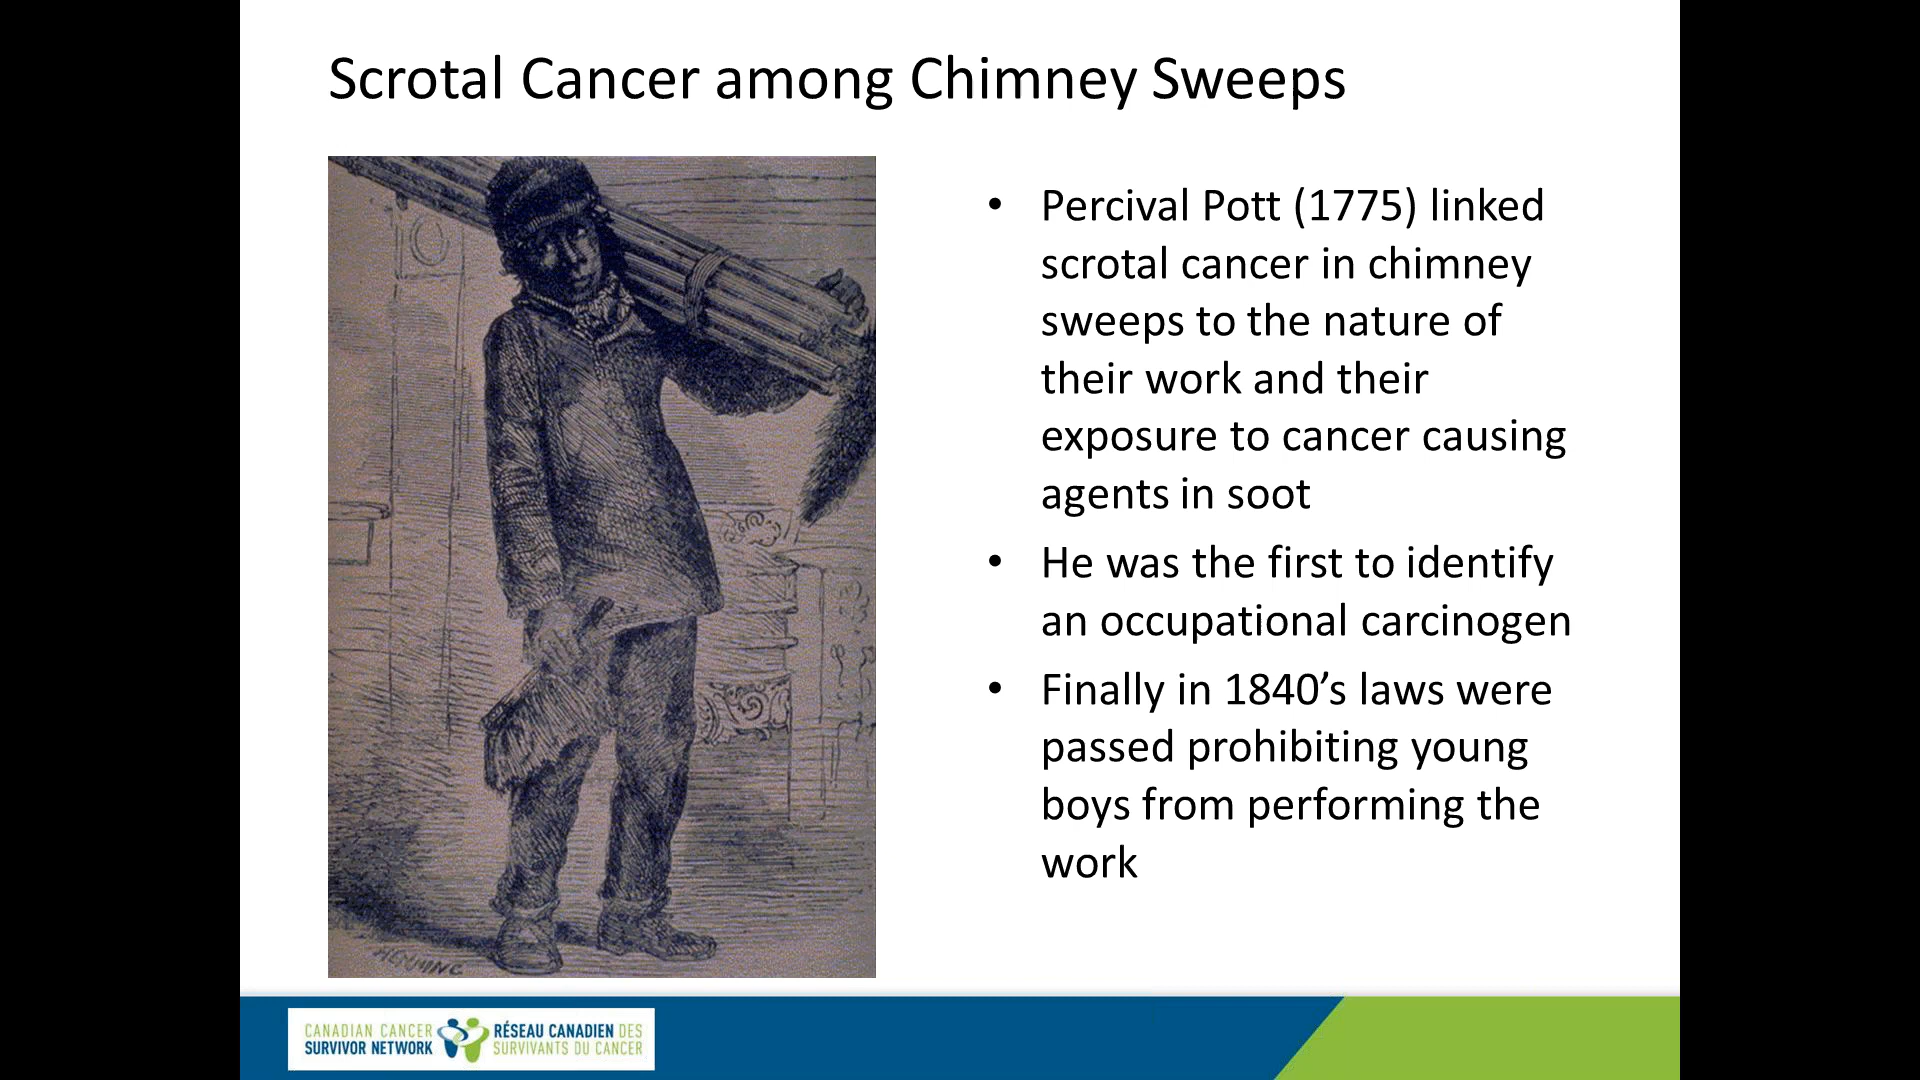 Scrotal Cancer among Chimney Sweeps
• Percival Pott (1775) linked
scrotal cancer in chimney
sweeps to the nature of
their work and their
exposure to cancer causing
agents in soot
• He was the first to identify
an occupational carcinogen
• Finally in 1840’s laws were
passed prohibiting young
boys from performing the
work
HEMMING
CANADIAN CANCER
SURVIVOR NETWORK
RÉSEAU CANADIEN DES
SURVIVANTS DU CANCER